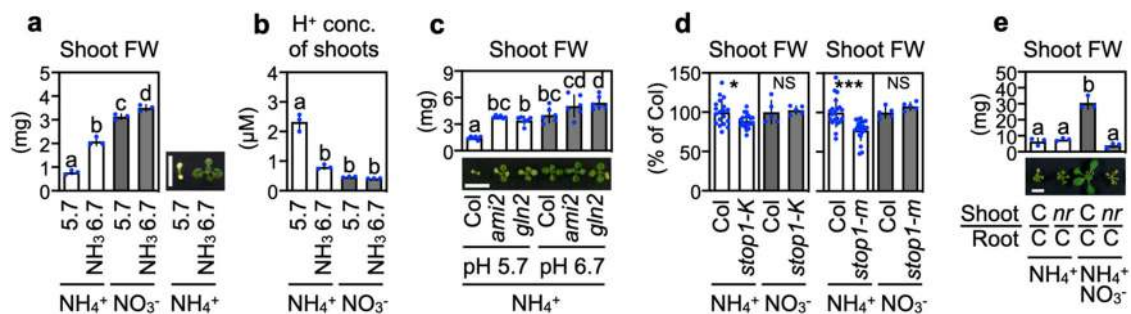 a
Shoot FW
(mg)
5
4
3
2
1
0
a
b
c
d
5.7
NH₃ 6.7
5.7
NH₃ 6.7
NH₄⁺
NO₃⁻
5.7
NH₃ 6.7
NH₄⁺
b
H⁺ conc.
of shoots
(µM)
3
2
1
0
a
b
b
b
5.7
NH₃ 6.7
5.7
NH₃ 6.7
NH₄⁺
NO₃⁻
c
Shoot FW
(mg)
9
6
3
0
a
bc
b
bc
cd
d
Col
ami2
gln2
Col
ami2
gln2
pH 5.7
pH 6.7
NH₄⁺
d
Shoot FW
Shoot FW
(% of Col)
150
100
50
0
*
NS
***
NS
Col
stop1-K
Col
stop1-K
Col
stop1-m
Col
stop1-m
NH₄⁺
NO₃⁻
NH₄⁺
NO₃⁻
e
Shoot FW
(mg)
50
40
30
20
10
0
a
a
b
a
Shoot C nr C nr
Root C C C C
NH₄⁺
NH₄⁺
NO₃⁻